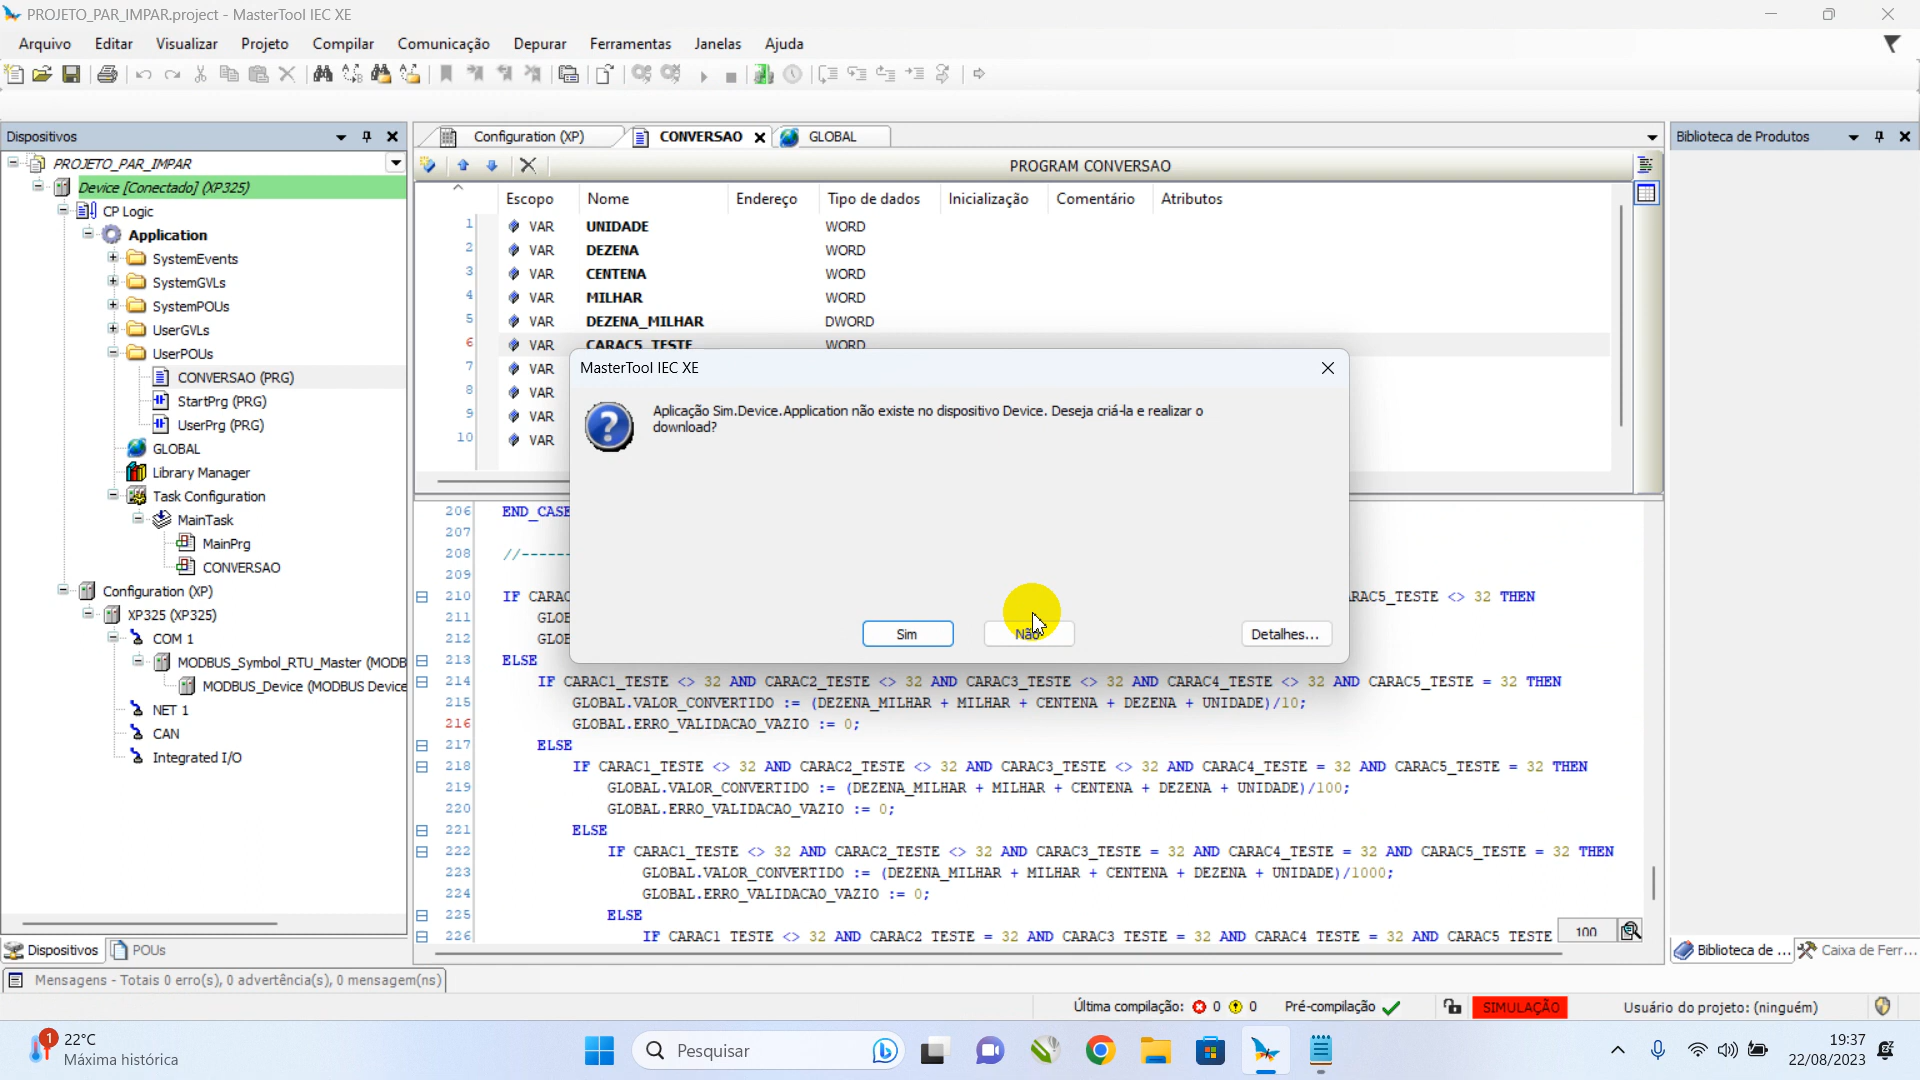 PROJETO_PAR_IMPAR.project - MasterTool IEC XE
Arquivo Editar Visualizar Projeto Compilar Comunicação Depurar Ferramentas Janelas Ajuda
Dispositivos
PROJETO_PAR_IMPAR
Device [Conectado] (XP325)
CP Logic
Application
SystemEvents
SystemGVLs
SystemPOUs
UserGVLs
UserPOUs
CONVERSAO (PRG)
StartPrg (PRG)
UserPrg (PRG)
GLOBAL
Library Manager
Task Configuration
MainTask
MainPrg
CONVERSAO
Configuration (XP)
XP325 (XP325)
COM 1
MODBUS_Symbol_RTU_Master (MODB
MODBUS_Device (MODBUS Device
NET 1
CAN
Integrated I/O
Dispositivos POUs
Configuration (XP) CONVERSAO GLOBAL
PROGRAM CONVERSAO
Escopo Nome Endereço Tipo de dados Inicialização Comentário Atributos
1 VAR UNIDADE WORD
2 VAR DEZENA WORD
3 VAR CENTENA WORD
4 VAR MILHAR WORD
5 VAR DEZENA_MILHAR DWORD
6 VAR CARAC5_TESTE WORD
7 VAR
8 VAR
9 VAR
10 VAR
MasterTool IEC XE
Aplicação Sim.Device.Application não existe no dispositivo Device. Deseja criá-la e realizar o
download?
Sim Não Detalhes...
206 END_CASE
207
208 //------
209
210 IF CARAC RAC5_TESTE <> 32 THEN
211 GLOB
212 GLOB
213 ELSE
214 IF CARAC1_TESTE <> 32 AND CARAC2_TESTE <> 32 AND CARAC3_TESTE <> 32 AND CARAC4_TESTE <> 32 AND CARAC5_TESTE = 32 THEN
215 GLOBAL.VALOR_CONVERTIDO := (DEZENA_MILHAR + MILHAR + CENTENA + DEZENA + UNIDADE)/10;
216 GLOBAL.ERRO_VALIDACAO_VAZIO := 0;
217 ELSE
218 IF CARAC1_TESTE <> 32 AND CARAC2_TESTE <> 32 AND CARAC3_TESTE <> 32 AND CARAC4_TESTE = 32 AND CARAC5_TESTE = 32 THEN
219 GLOBAL.VALOR_CONVERTIDO := (DEZENA_MILHAR + MILHAR + CENTENA + DEZENA + UNIDADE)/100;
220 GLOBAL.ERRO_VALIDACAO_VAZIO := 0;
221 ELSE
222 IF CARAC1_TESTE <> 32 AND CARAC2_TESTE <> 32 AND CARAC3_TESTE = 32 AND CARAC4_TESTE = 32 AND CARAC5_TESTE = 32 THEN
223 GLOBAL.VALOR_CONVERTIDO := (DEZENA_MILHAR + MILHAR + CENTENA + DEZENA + UNIDADE)/1000;
224 GLOBAL.ERRO_VALIDACAO_VAZIO := 0;
225 ELSE
226 IF CARAC1 TESTE <> 32 AND CARAC2 TESTE = 32 AND CARAC3 TESTE = 32 AND CARAC4 TESTE = 32 AND CARAC5 TESTE
100
Biblioteca de Produtos
Biblioteca de ... Caixa de Ferr...
Mensagens - Totais 0 erro(s), 0 advertência(s), 0 mensagem(ns)
Última compilação: 0 0 Pré-compilação SIMULAÇÃO Usuário do projeto: (ninguém)
1 22°C
Máxima histórica
Pesquisar
19:37
22/08/2023